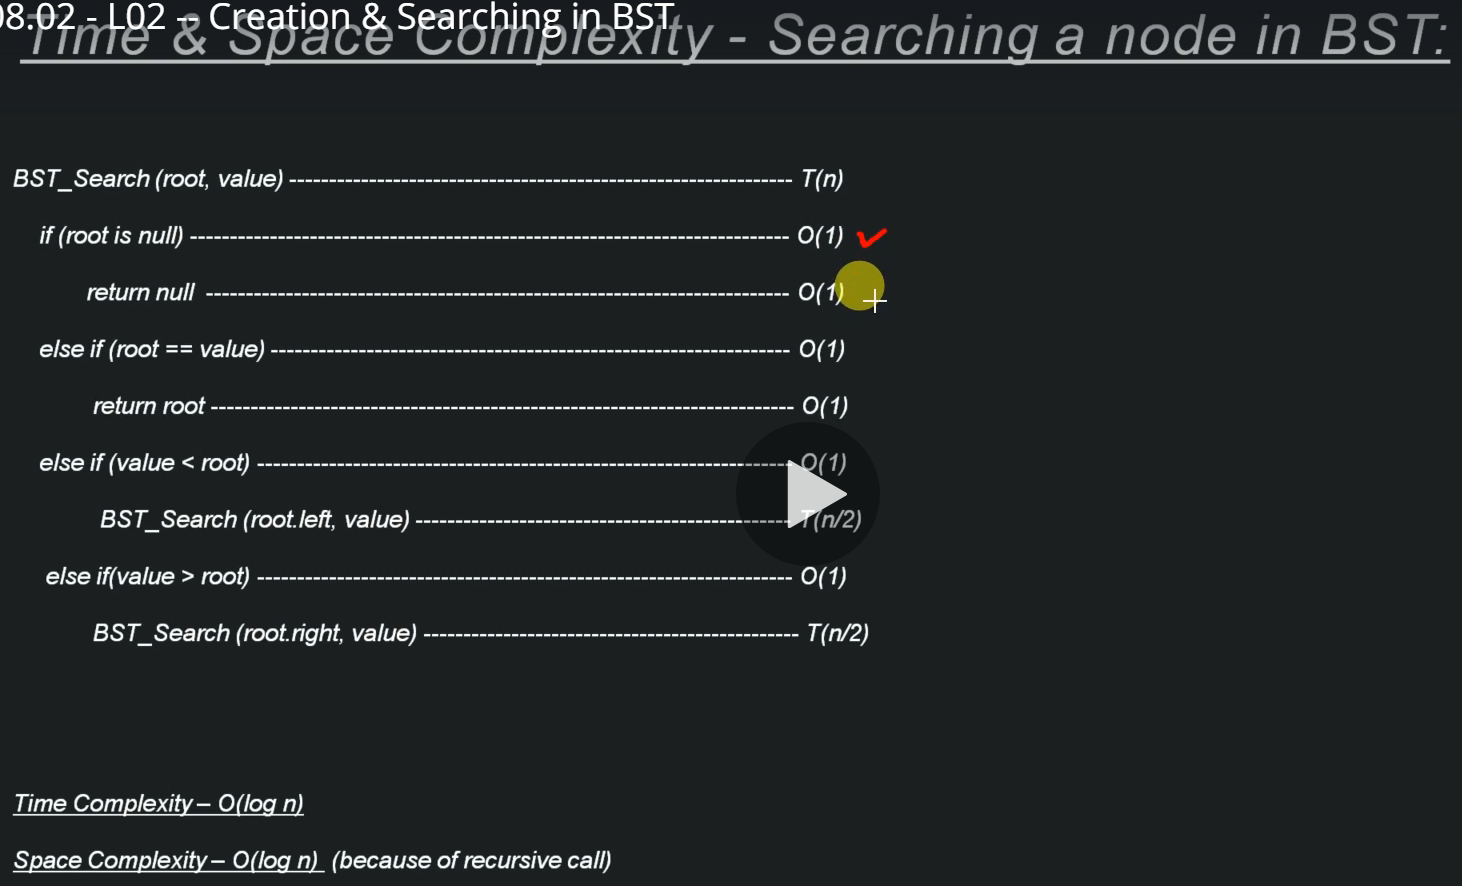 08.02 - L02 -- Creation & Searching in BST
Time & Space Complexity - Searching a node in BST:
BST_Search (root, value) ---------------------------------------------------------------- T(n)
if (root is null) ---------------------------------------------------------------------------- O(1)
return null -------------------------------------------------------------------------- O(1)
else if (root == value) ------------------------------------------------------------------ O(1)
return root -------------------------------------------------------------------------- O(1)
else if (value < root) -------------------------------------------------------------------- O(1)
BST_Search (root.left, value) ------------------------------------------------ T(n/2)
else if(value > root) -------------------------------------------------------------------- O(1)
BST_Search (root.right, value) ------------------------------------------------ T(n/2)
Time Complexity – O(log n)
Space Complexity – O(log n) (because of recursive call)